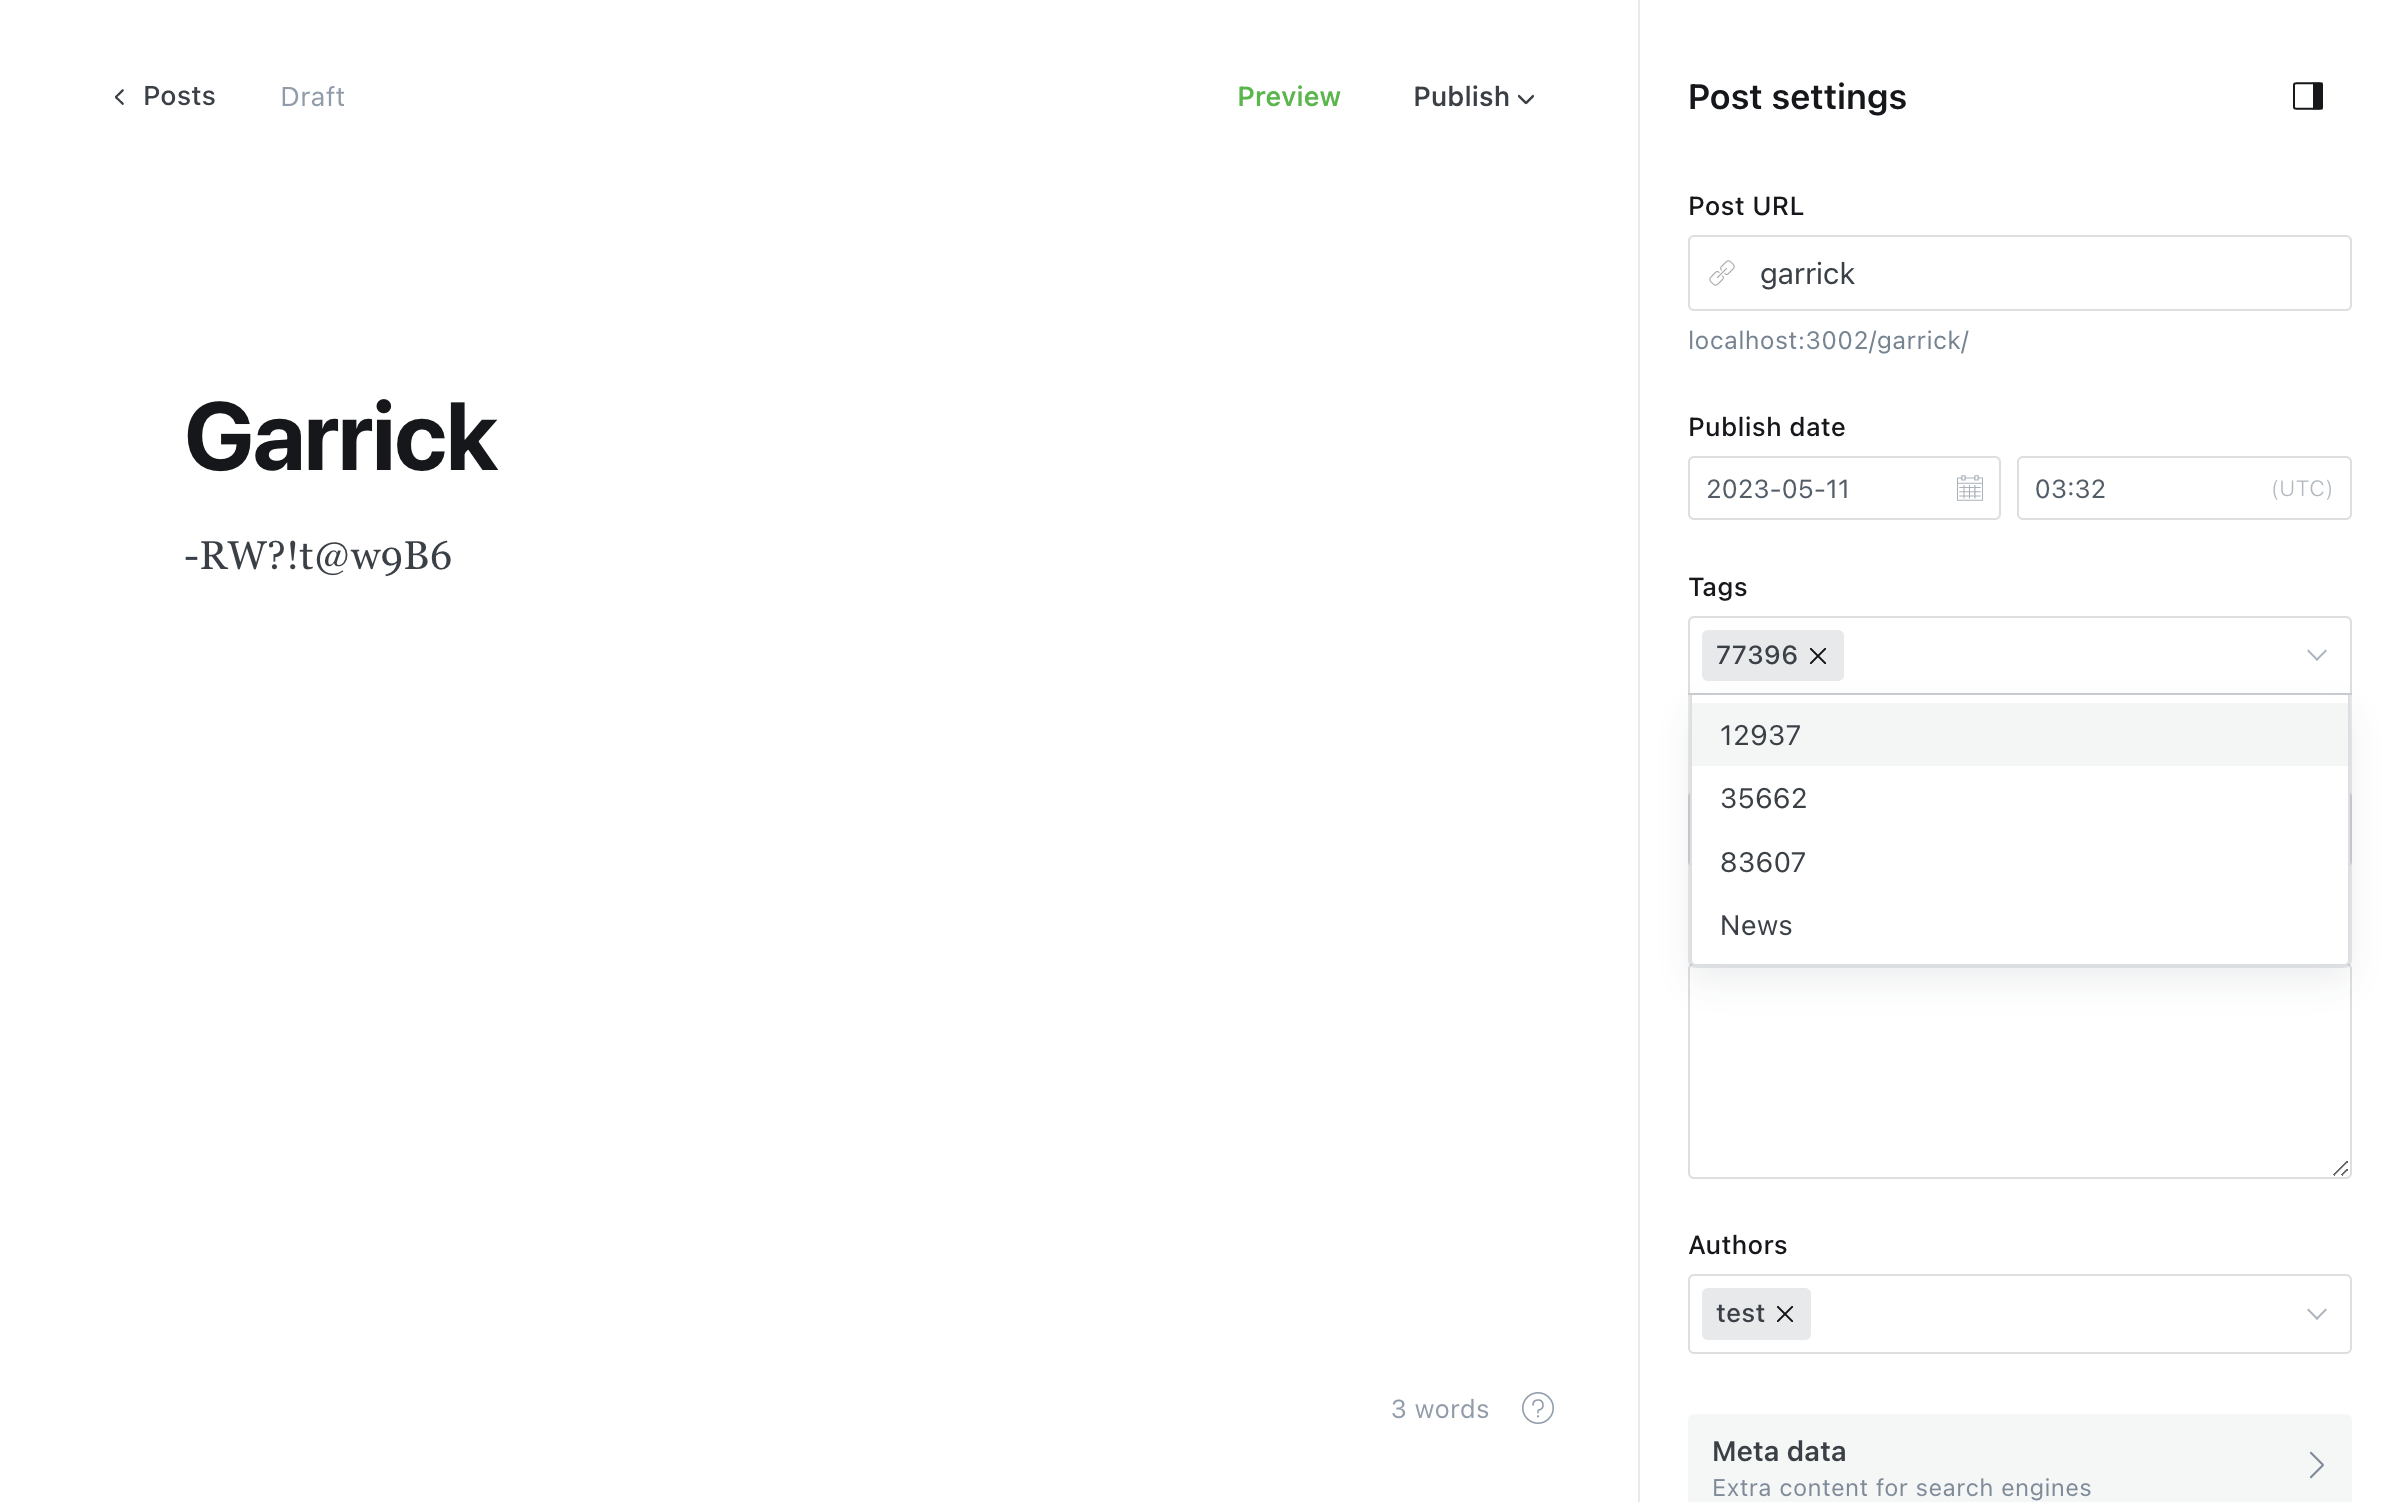 Posts Draft Preview Publish
Garrick
-RW?!t@w9B6
3 words
Post settings
Post URL
garrick
localhost:3002/garrick/
Publish date
2023-05-11 03:32 (UTC)
Tags
77396
12937
35662
83607
News
Authors
test
Meta data
Extra content for search engines